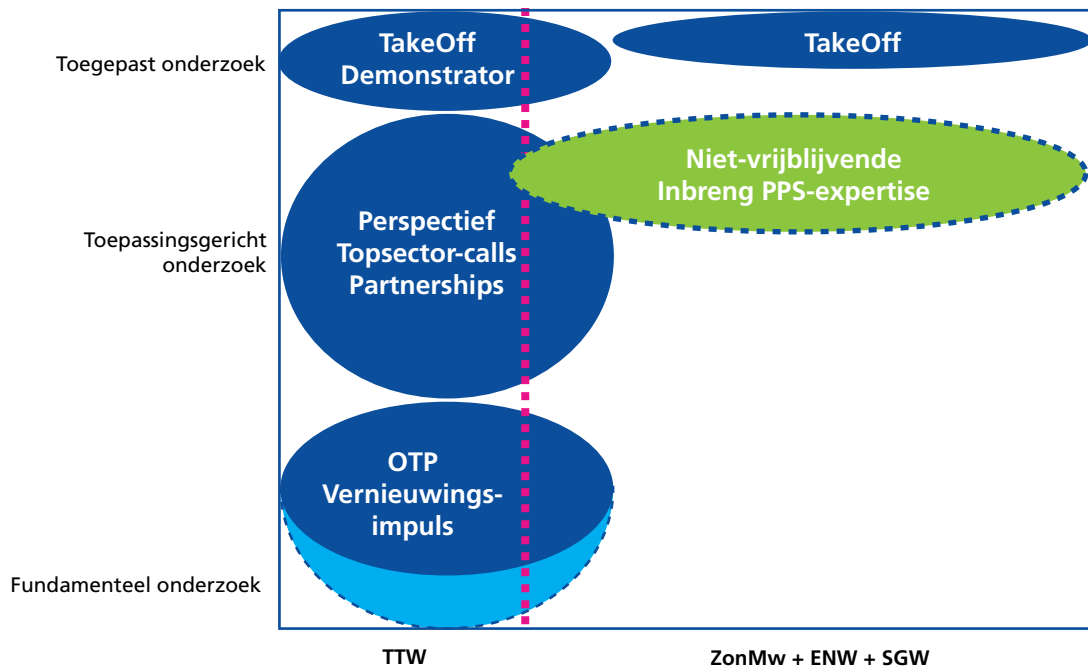 Toegepast onderzoek
TakeOff
Demonstrator
TakeOff
Niet-vrijblijvende
Inbreng PPS-expertise
Toepassingsgericht
onderzoek
Perspectief
Topsector-calls
Partnerships
OTP
Vernieuwings-
impuls
Fundamenteel onderzoek
TTW
ZonMw + ENW + SGW